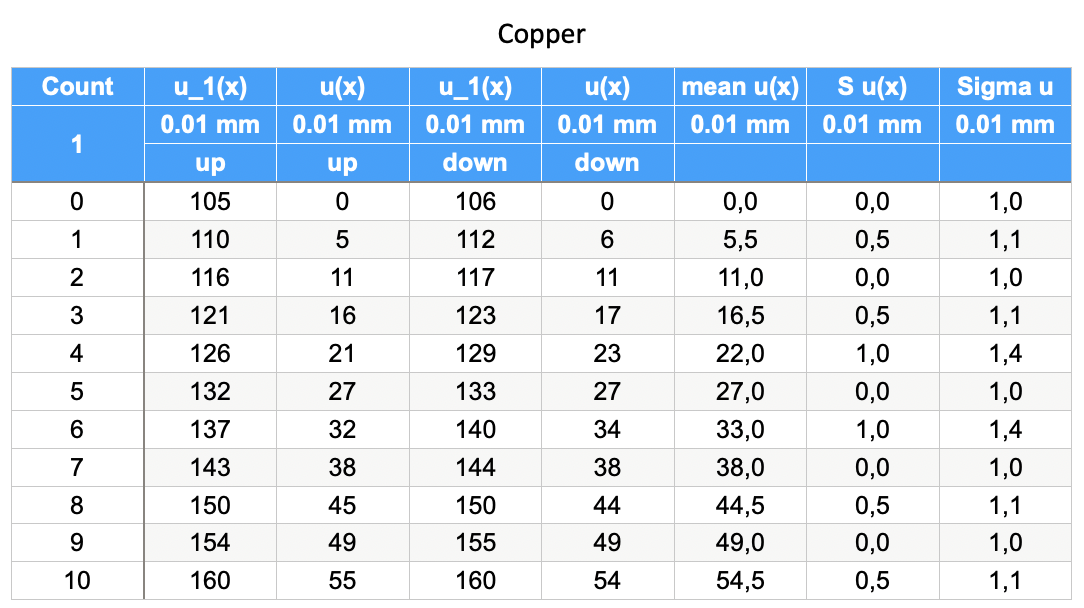 Copper
Count u_1(x) u(x) u_1(x) u(x) mean u(x) S u(x) Sigma u
1 0.01 mm 0.01 mm 0.01 mm 0.01 mm 0.01 mm 0.01 mm 0.01 mm
up up down down
0 105 0 106 0 0,0 0,0 1,0
1 110 5 112 6 5,5 0,5 1,1
2 116 11 117 11 11,0 0,0 1,0
3 121 16 123 17 16,5 0,5 1,1
4 126 21 129 23 22,0 1,0 1,4
5 132 27 133 27 27,0 0,0 1,0
6 137 32 140 34 33,0 1,0 1,4
7 143 38 144 38 38,0 0,0 1,0
8 150 45 150 44 44,5 0,5 1,1
9 154 49 155 49 49,0 0,0 1,0
10 160 55 160 54 54,5 0,5 1,1